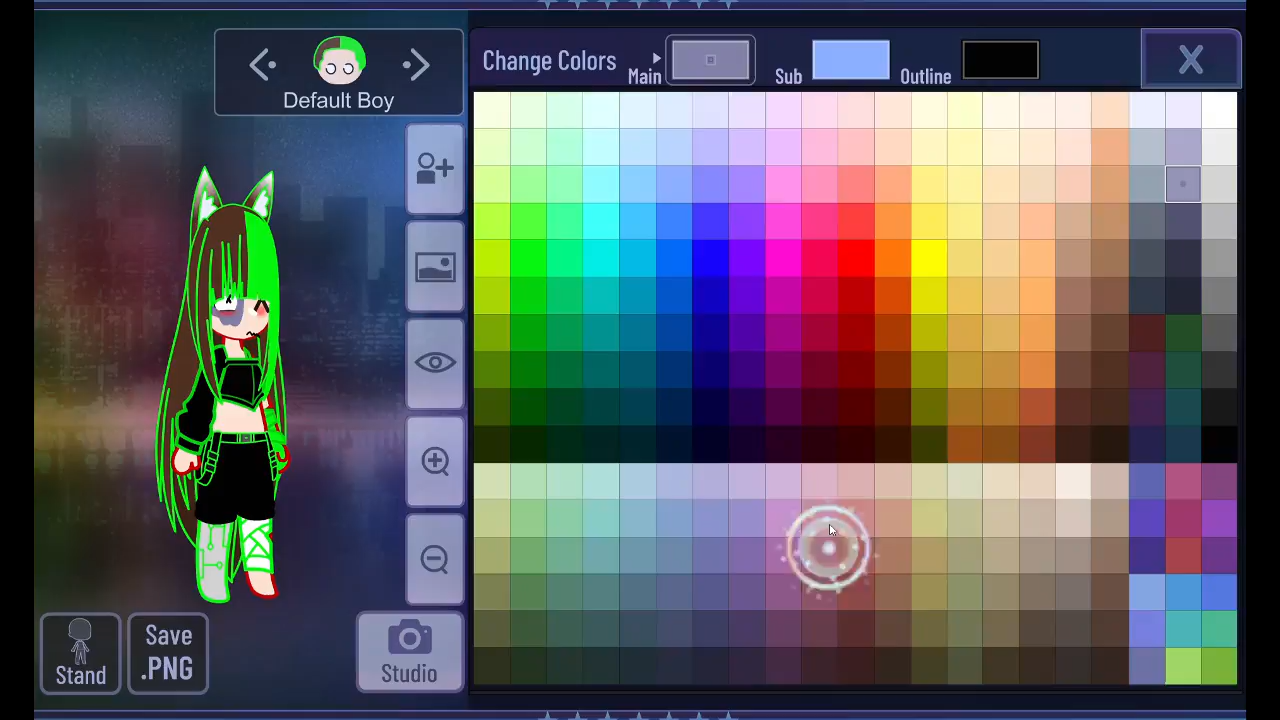 Default Boy
Change Colors
Main
Sub
Outline
X
Stand
Save
.PNG
Studio